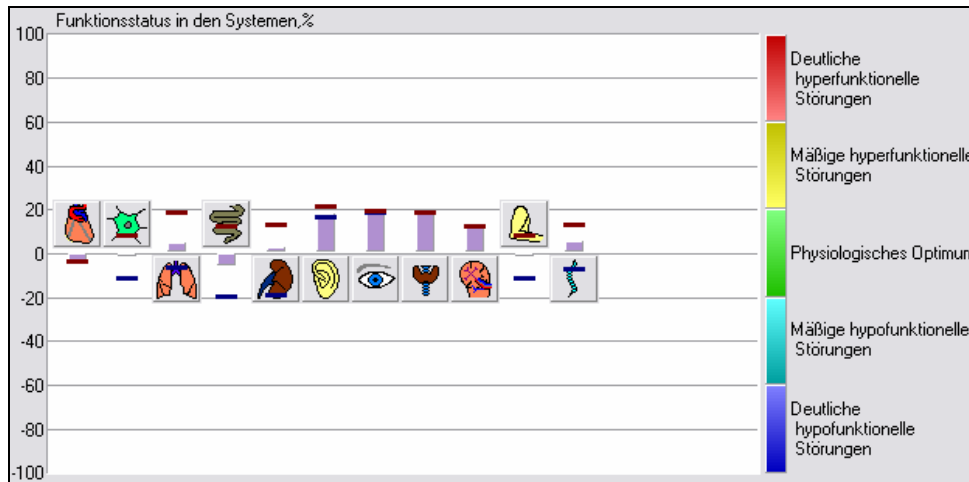 Funktionsstatus in den Systemen,%
100
80
60
40
20
0
-20
-40
-60
-80
-100
Deutliche
hyperfunktionelle
Störungen
Mäßige hyperfunktionelle
Störungen
Physiologisches Optimum
Mäßige hypofunktionelle
Störungen
Deutliche
hypofunktionelle
Störungen